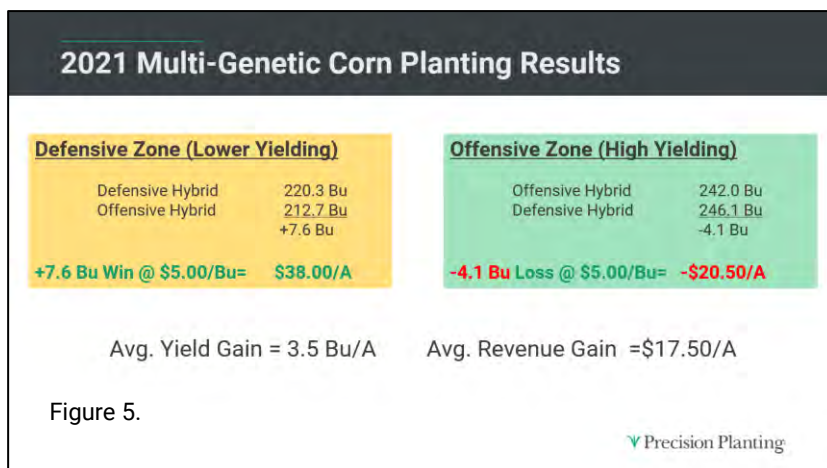 2021 Multi-Genetic Corn Planting Results
Defensive Zone (Lower Yielding)
Defensive Hybrid 220.3 Bu
Offensive Hybrid 212.7 Bu
+7.6 Bu
+7.6 Bu Win @ $5.00/Bu= $38.00/A
Offensive Zone (High Yielding)
Offensive Hybrid 242.0 Bu
Defensive Hybrid 246.1 Bu
-4.1 Bu
-4.1 Bu Loss @ $5.00/Bu= -$20.50/A
Avg. Yield Gain = 3.5 Bu/A Avg. Revenue Gain =$17.50/A
Figure 5.
Precision Planting